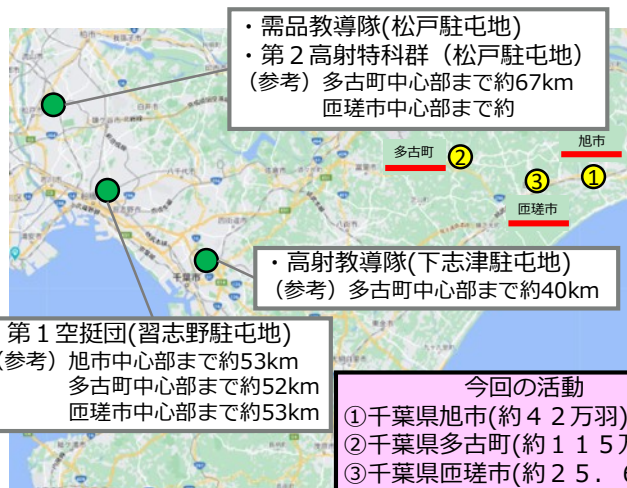 ・需品教導隊(松戸駐屯地)
・第２高射特科群（松戸駐屯地）
（参考）多古町中心部まで約67km
匝瑳市中心部まで約
多古町
②
旭市
③
①
匝瑳市
千葉市
・高射教導隊(下志津駐屯地)
（参考）多古町中心部まで約40km
第１空挺団(習志野駐屯地)
（参考）旭市中心部まで約53km
多古町中心部まで約52km
匝瑳市中心部まで約53km
今回の活動
①千葉県旭市(約４２万羽)
②千葉県多古町(約１１５万
③千葉県匝瑳市(約２５．６